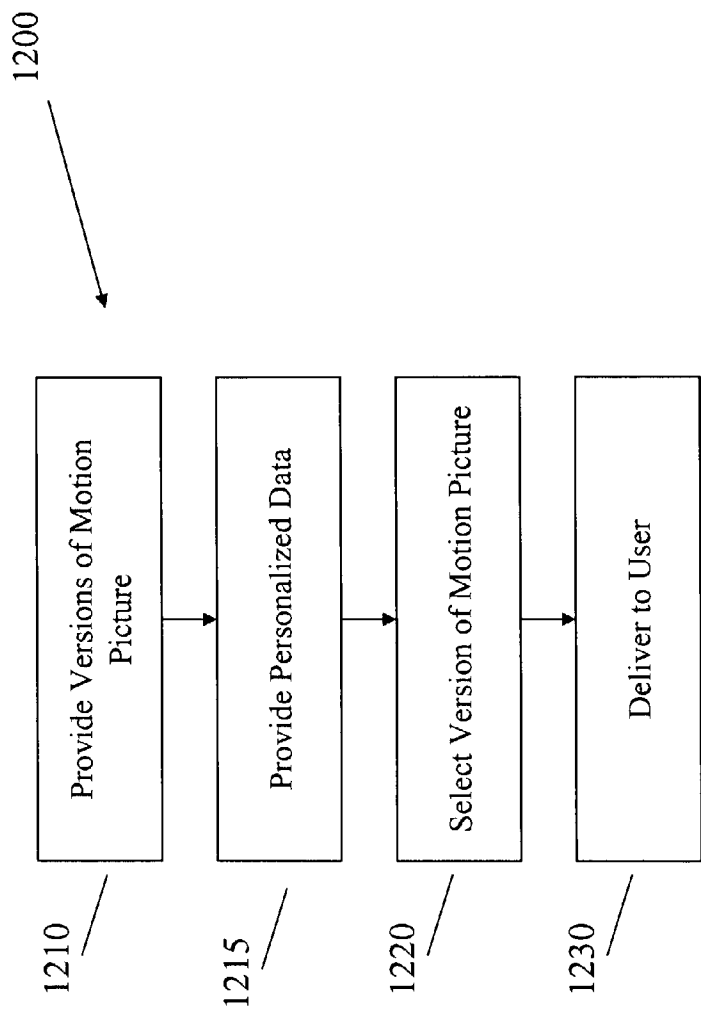 1200
1210
Provide Versions of Motion
Picture
1215
Provide Personalized Data
1220
Select Version of Motion Picture
1230
Deliver to User